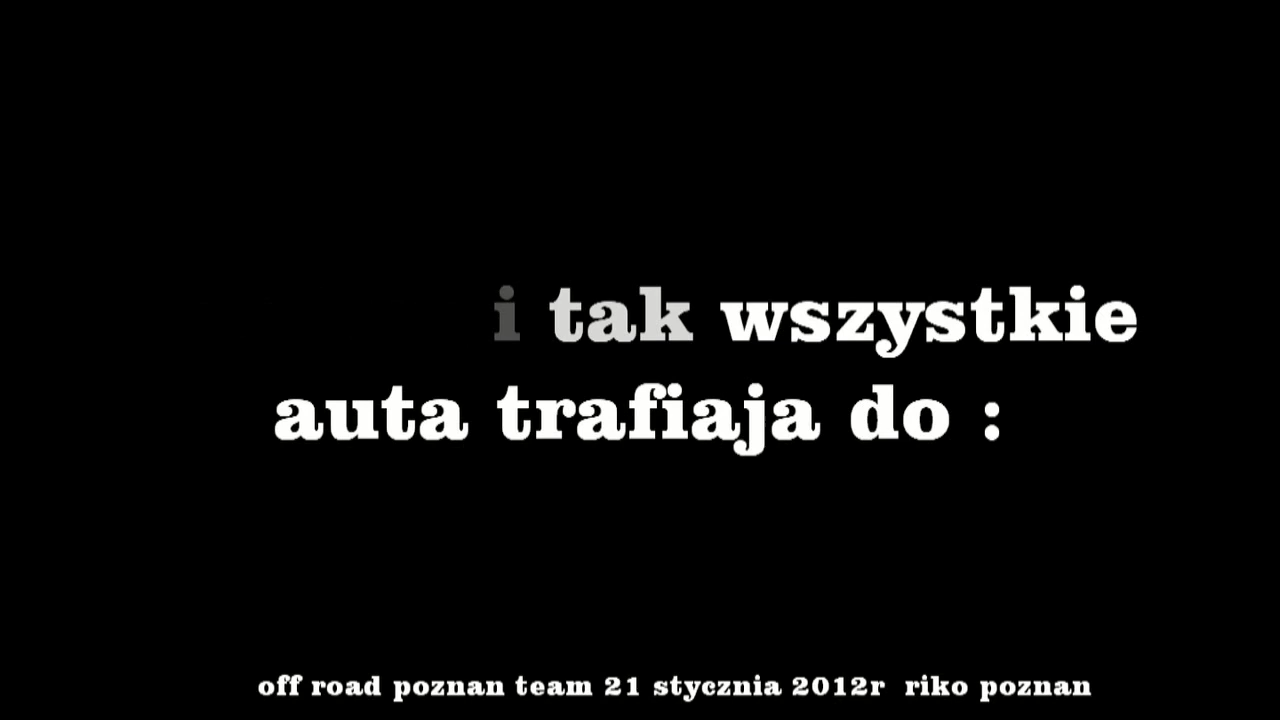 i tak wszystkie
auta trafiaja do :
off road poznan team 21 stycznia 2012r riko poznan